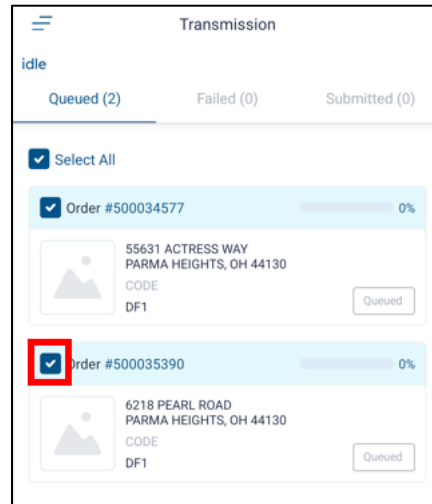 Transmission
idle
Queued (2) Failed (0) Submitted (0)
Select All
Order #500034577 0%
55631 ACTRESS WAY
PARMA HEIGHTS, OH 44130
CODE
DF1 Queued
Order #500035390 0%
6218 PEARL ROAD
PARMA HEIGHTS, OH 44130
CODE
DF1 Queued